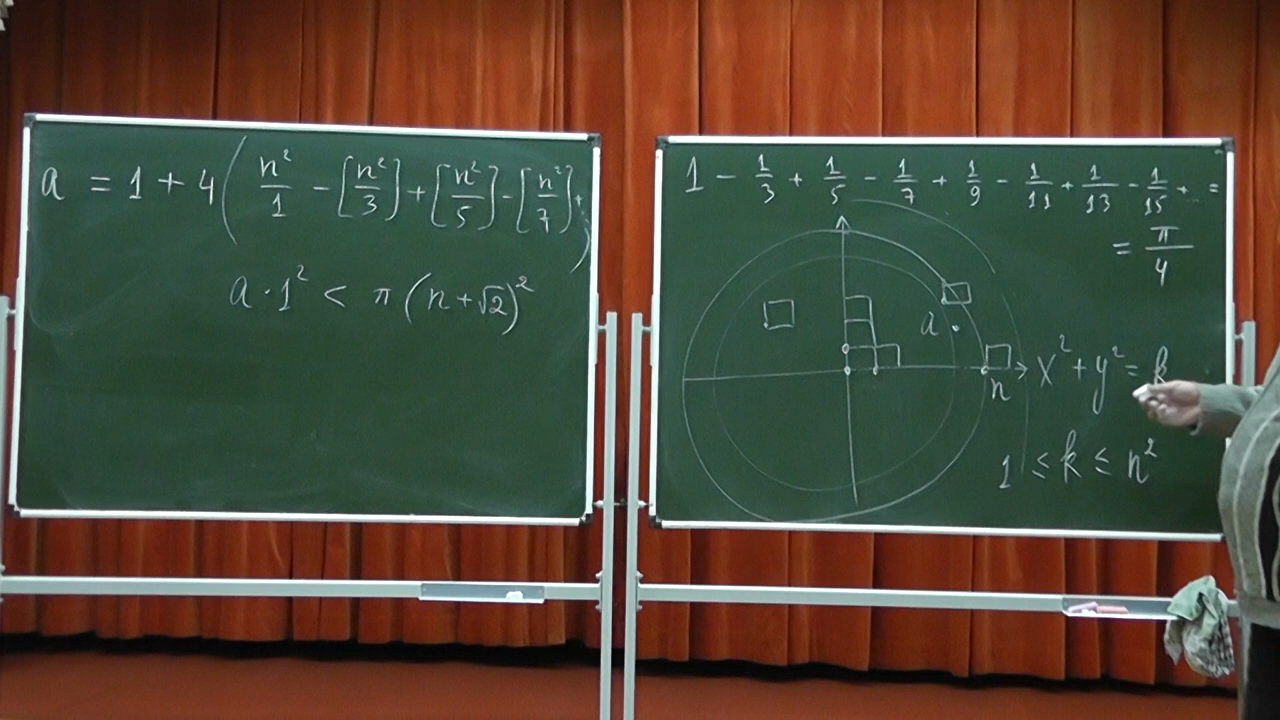 a = 1 + 4 ( n²/1 − [n²/3] + [n²/5] − [n²/7] + )
a · 1² < π (n + √2)²
1 − 1/3 + 1/5 − 1/7 + 1/9 − 1/11 + 1/13 − 1/15 + .. =
= π/4
a
n
x² + y² = k
1 ≤ k ≤ n²